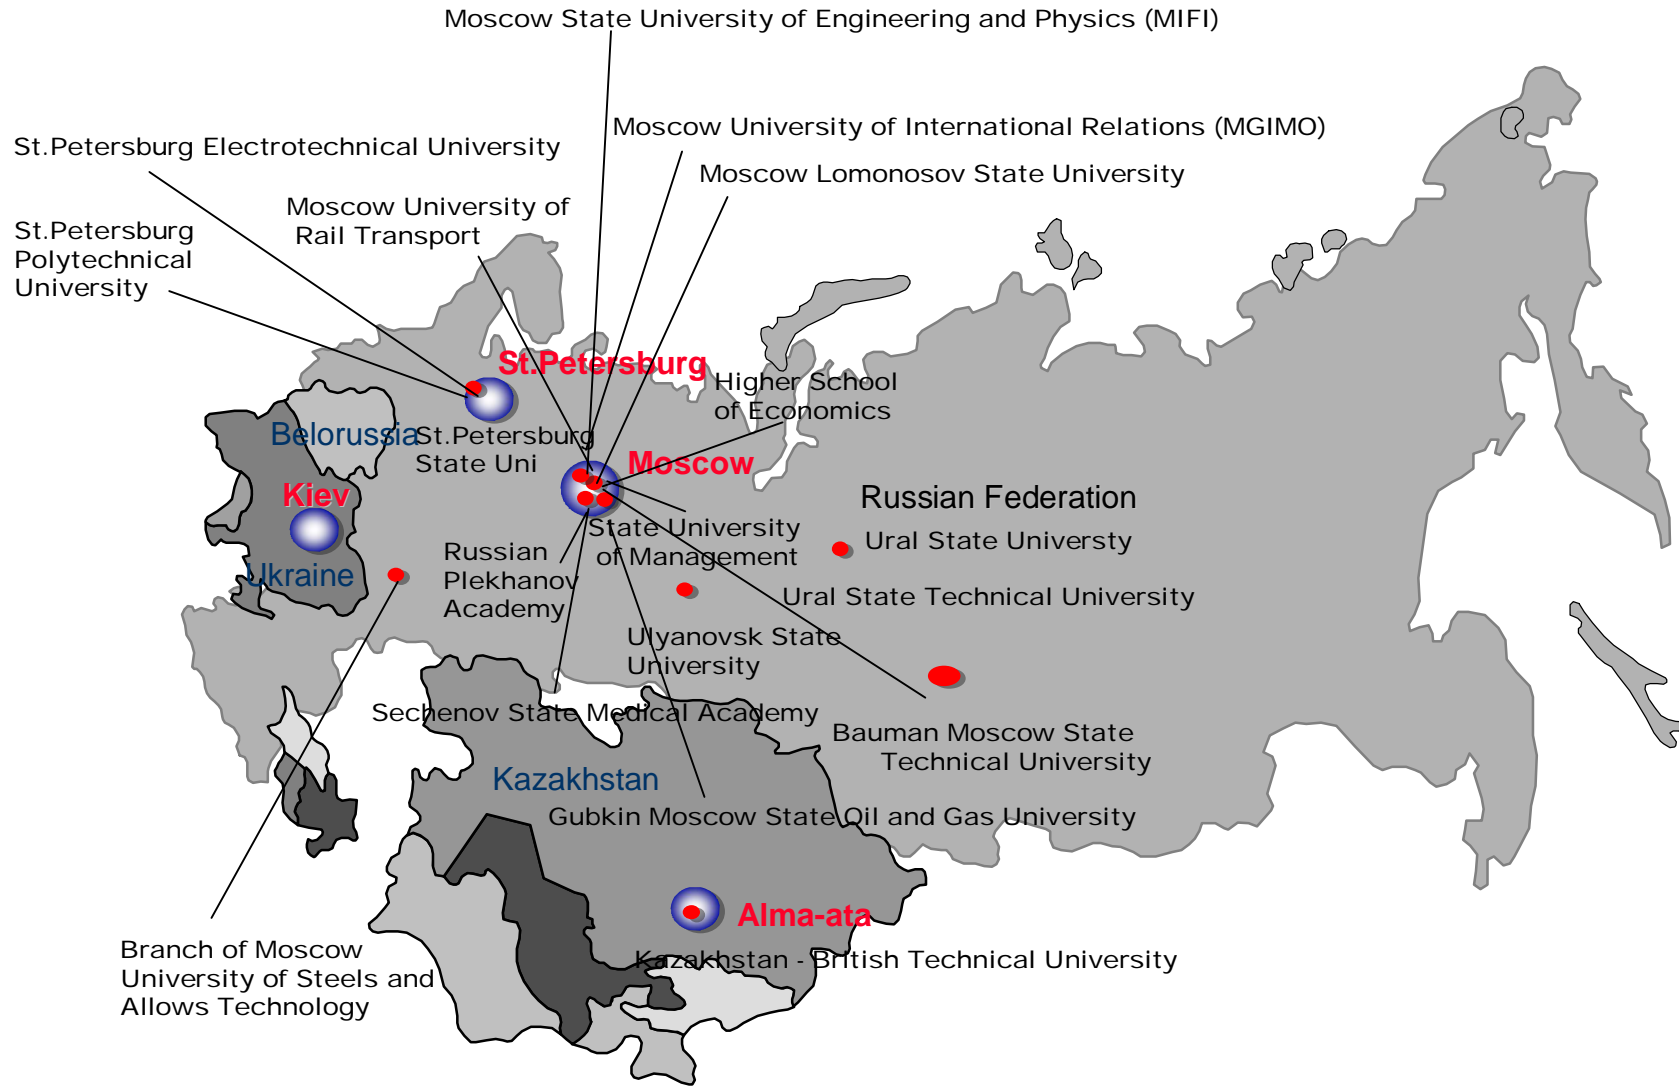 Moscow State University of Engineering and Physics (MIFI)
Moscow University of International Relations (MGIMO)
St.Petersburg Electrotechnical University
Moscow Lomonosov State University
Moscow University of
Rail Transport
St.Petersburg
Polytechnical
University
St.Petersburg
Higher School
of Economics
Belorussia
St.Petersburg
State Uni
Moscow
Kiev
Russian Federation
State University
of Management
Ural State Universty
Russian
Plekhanov
Academy
Ukraine
Ural State Technical University
Ulyanovsk State
University
Sechenov State Medical Academy
Bauman Moscow State
Technical University
Kazakhstan
Gubkin Moscow State Oil and Gas University
Alma-ata
Kazakhstan - British Technical University
Branch of Moscow
University of Steels and
Allows Technology